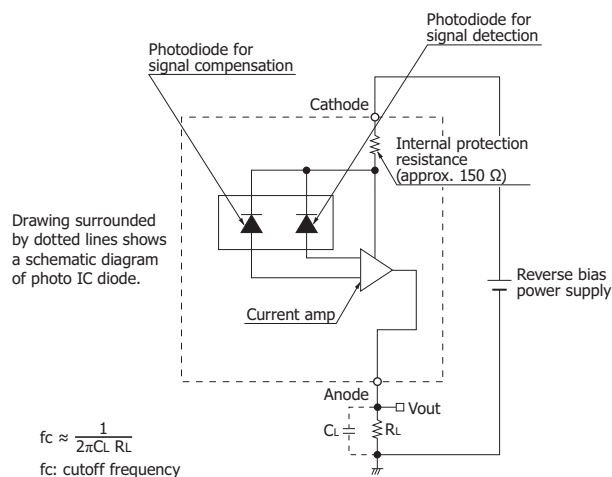 Photodiode for
signal detection
Photodiode for
signal compensation
Cathode
Internal protection
resistance
(approx. 150 Ω)
Drawing surrounded
by dotted lines shows
a schematic diagram
of photo IC diode.
Reverse bias
power supply
Current amp
Anode
Vout
CL
RL
fc ≈ 1
2πCL RL
fc: cutoff frequency